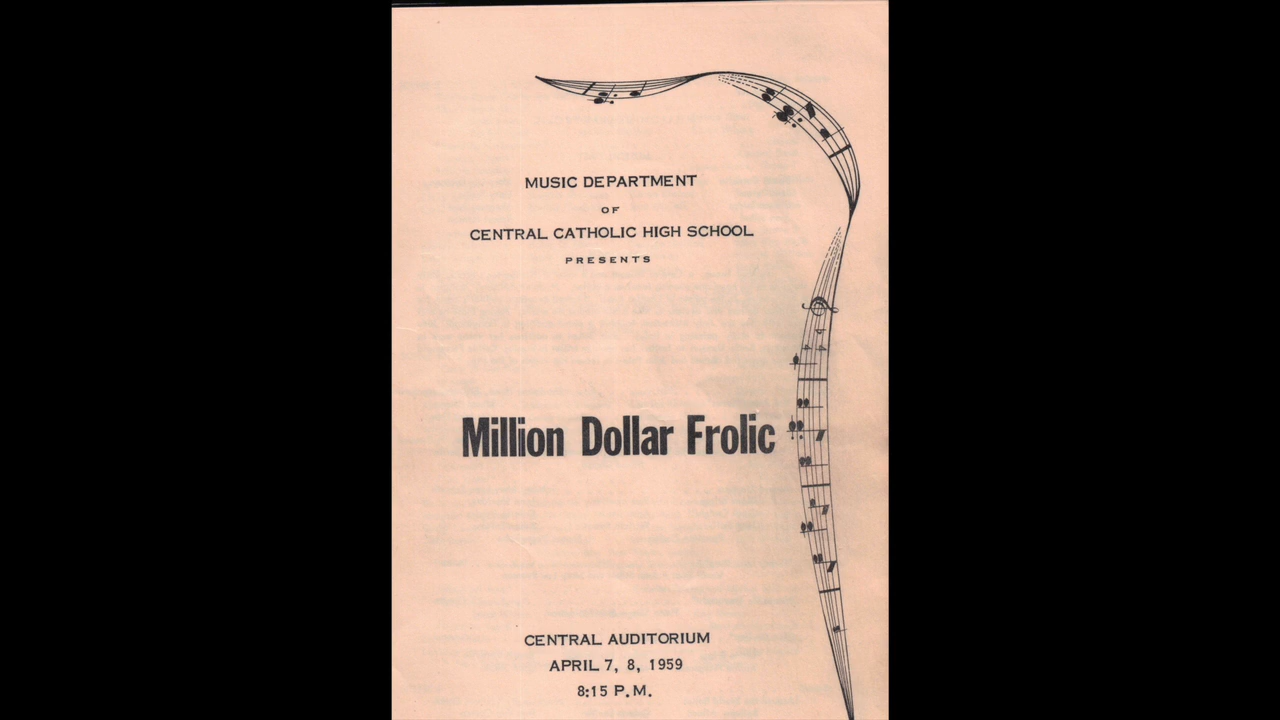 MUSIC DEPARTMENT
OF
CENTRAL CATHOLIC HIGH SCHOOL
PRESENTS
Million Dollar Frolic
CENTRAL AUDITORIUM
APRIL 7, 8, 1959
8:15 P.M.